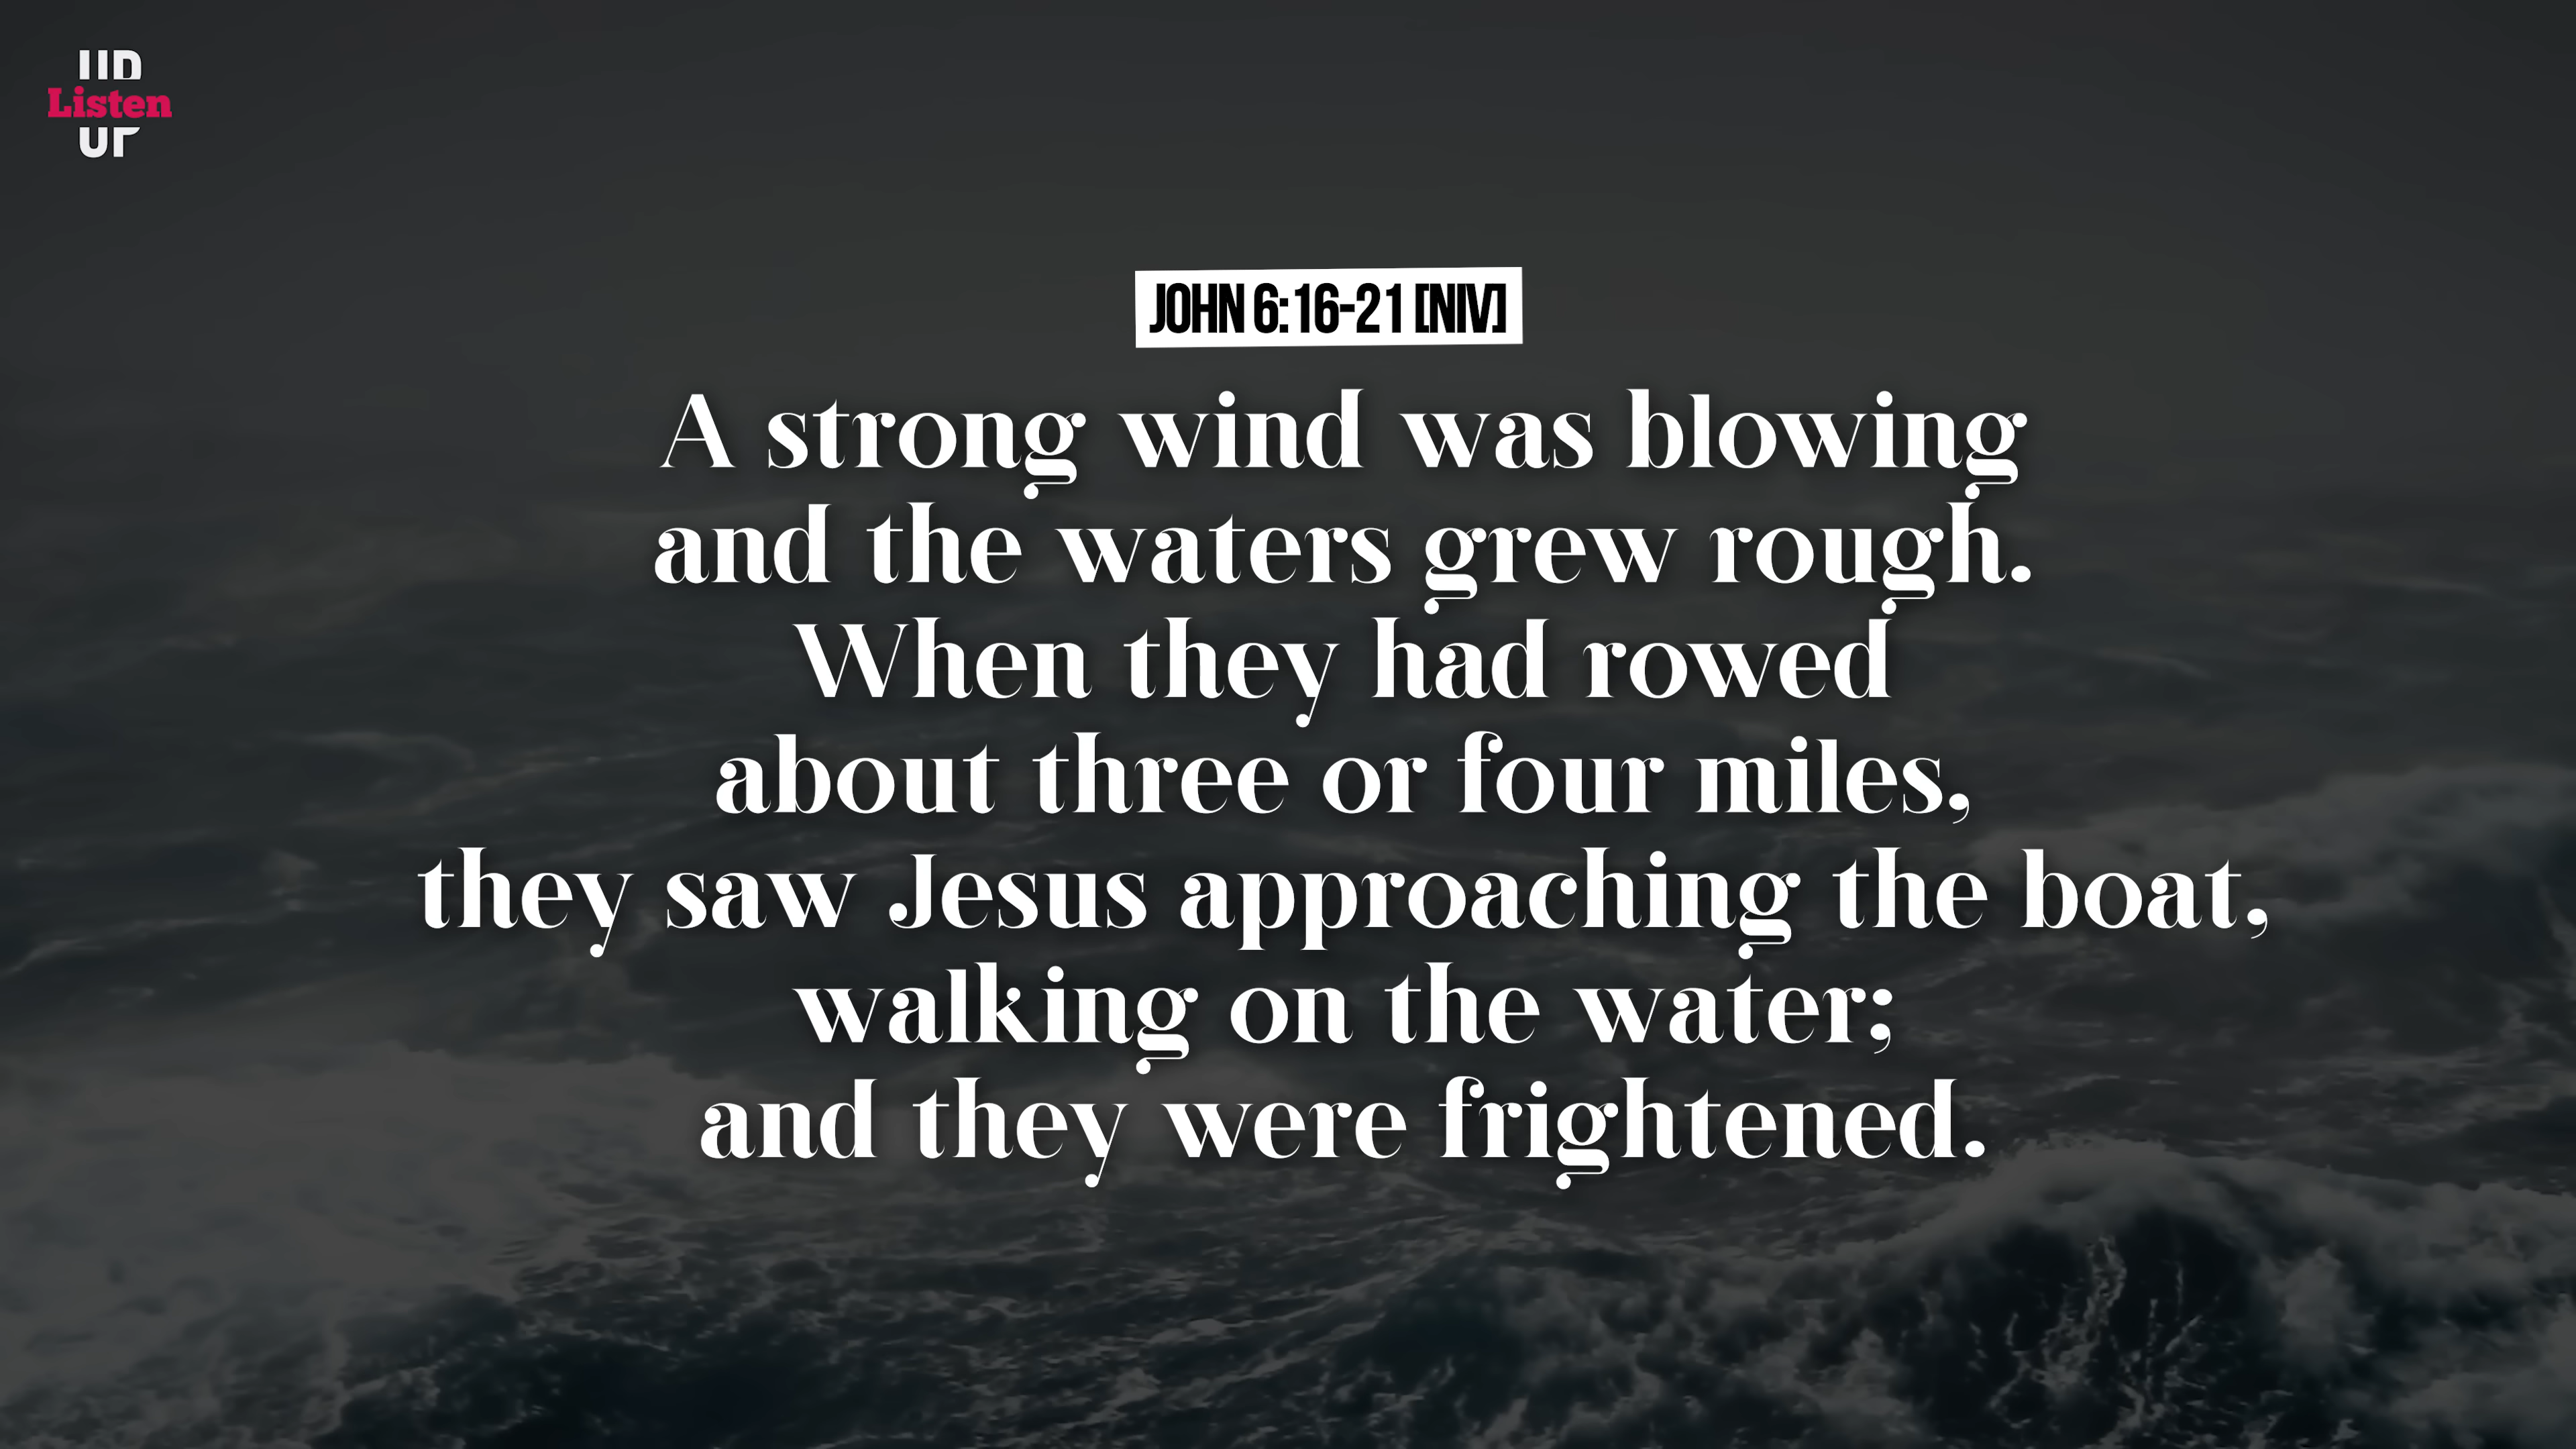 UP
Listen
UP
JOHN 6:16-21 [NIV]
A strong wind was blowing
and the waters grew rough.
When they had rowed
about three or four miles,
they saw Jesus approaching the boat,
walking on the water;
and they were frightened.